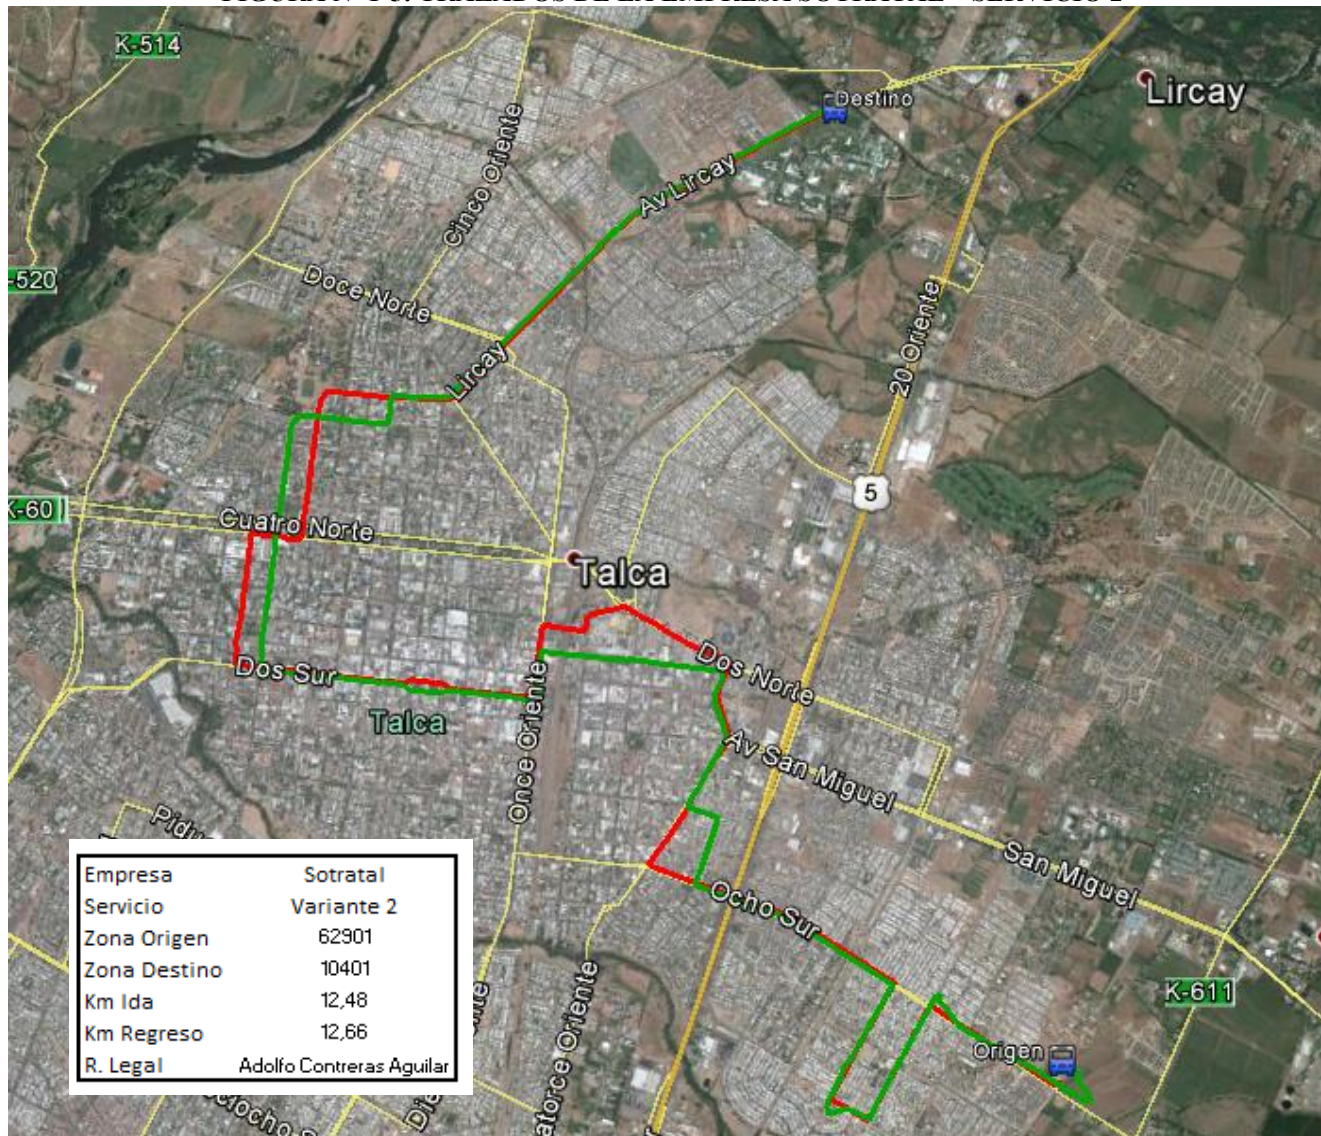 K-514
Destino
Lircay
Cinco Oriente
Av Lircay
-520
Doce Norte
20 Oriente
Lircay
5
K-60
Cuatro Norte
Talca
Dos Sur
Dos Norte
Talca
Once Oriente
Av San Miguel
San Miguel
Ocho Sur
K-611
Origen
Empresa Sotratal
Servicio Variante 2
Zona Origen 62901
Zona Destino 10401
Km Ida 12,48
Km Regreso 12,66
R. Legal Adolfo Contreras Aguilar